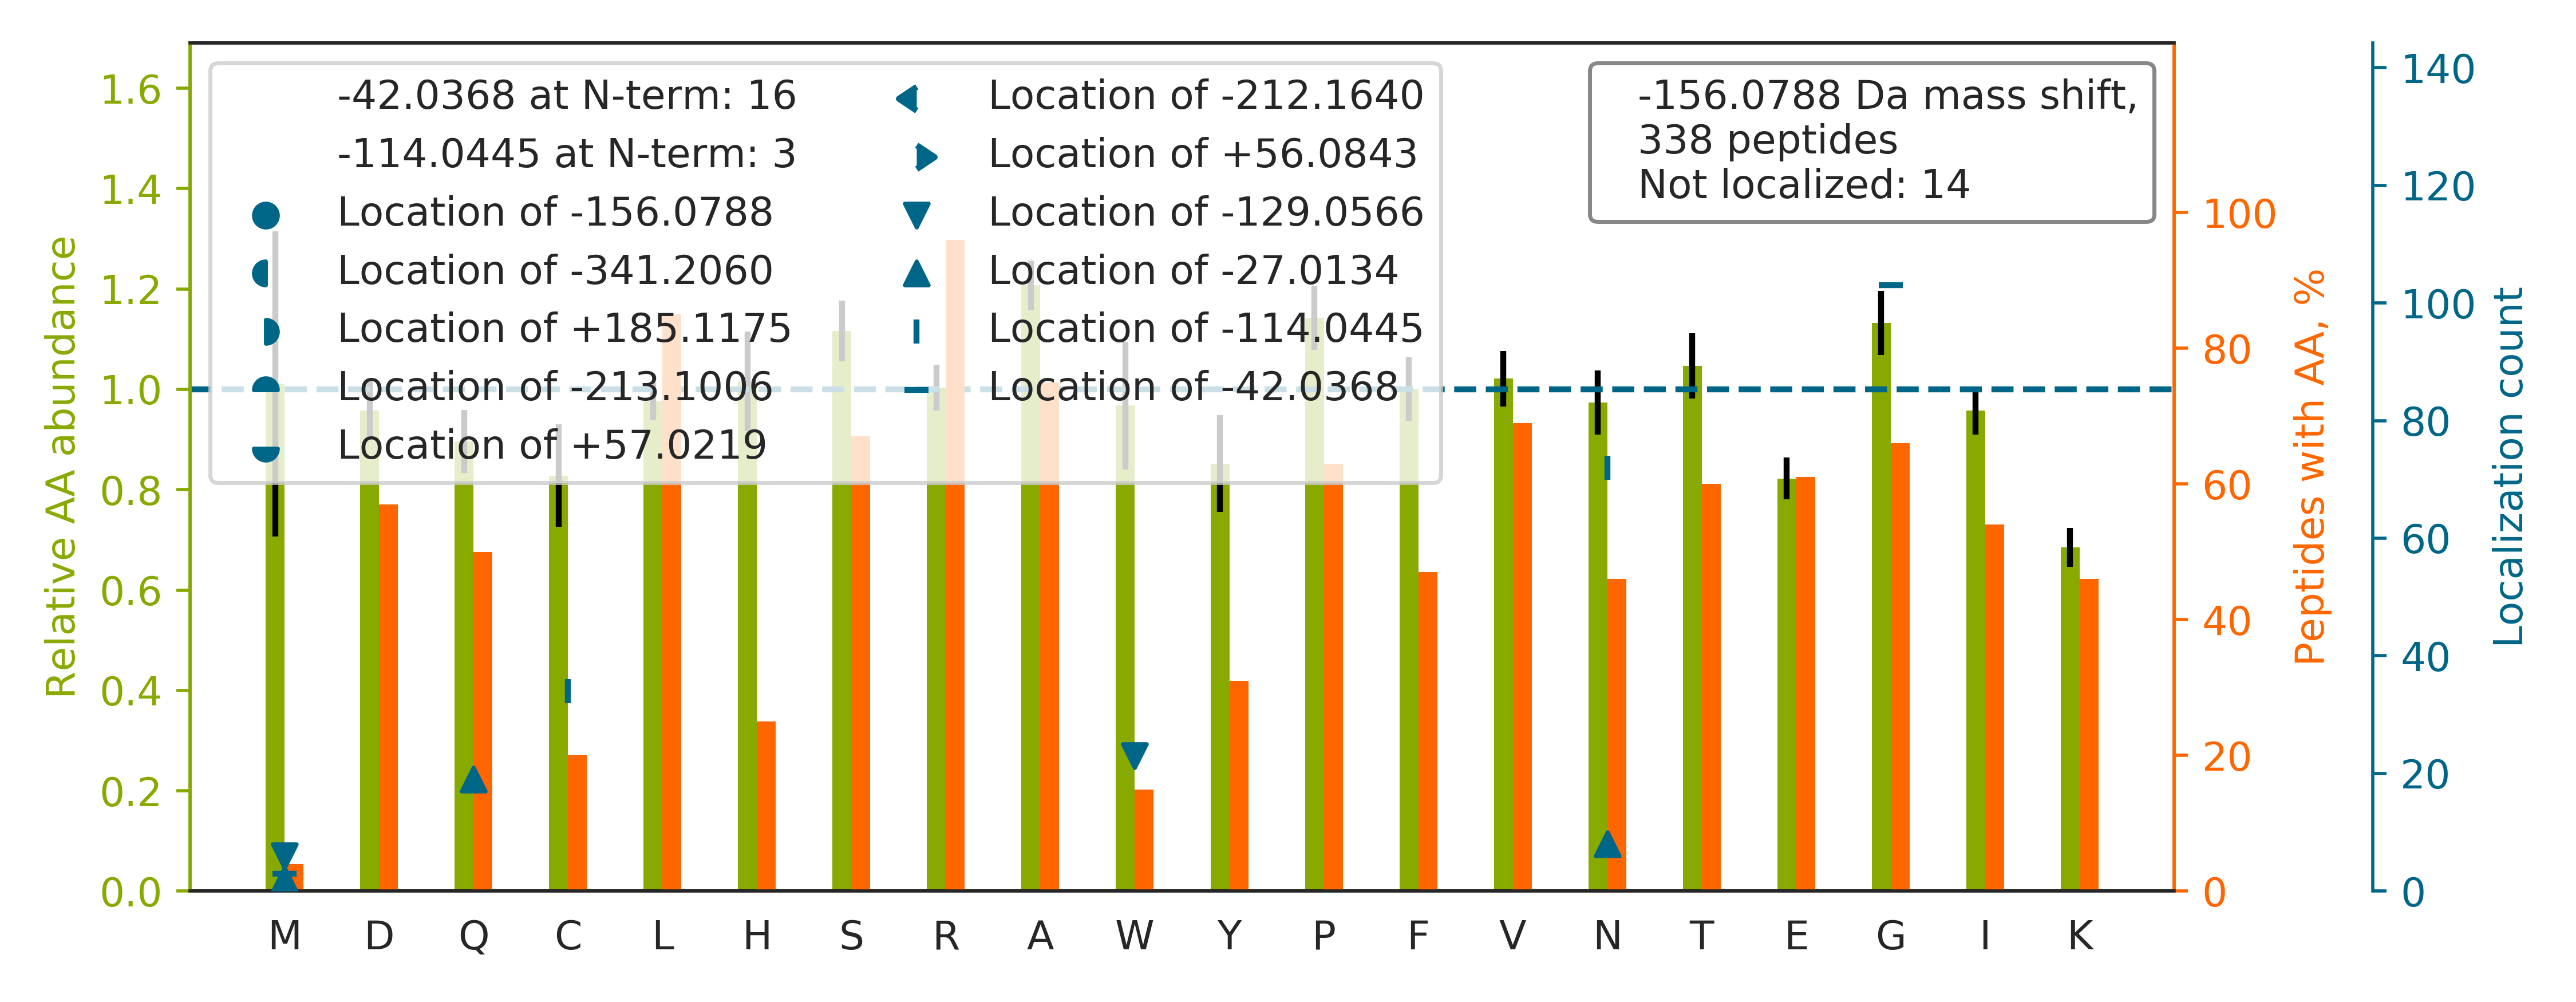 -42.0368 at N-term: 16
-114.0445 at N-term: 3
Location of -156.0788
Location of -341.2060
Location of +185.1175
Location of -213.1006
Location of +57.0219
Location of -212.1640
Location of +56.0843
Location of -129.0566
Location of -27.0134
Location of -114.0445
Location of -42.0368
-156.0788 Da mass shift,
338 peptides
Not localized: 14
Relative AA abundance
1.6
1.4
1.2
1.0
0.8
0.6
0.4
0.2
0.0
M D Q C L H S R A W Y P F V N T E G I K
100
80
60
40
20
0
Peptides with AA, %
140
120
100
80
60
40
20
0
Localization count